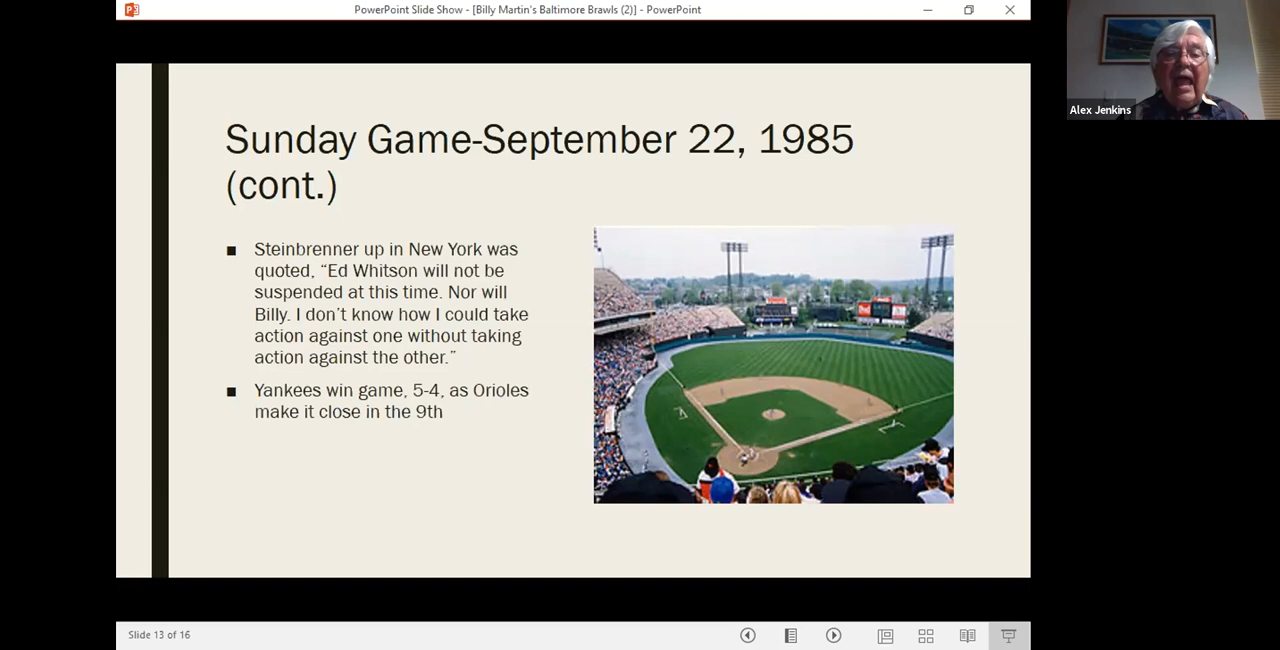 PowerPoint Slide Show - [Billy Martin's Baltimore Brawls (2)] - PowerPoint
Alex Jenkins
Sunday Game-September 22, 1985
(cont.)
■ Steinbrenner up in New York was
quoted, “Ed Whitson will not be
suspended at this time. Nor will
Billy. I don’t know how I could take
action against one without taking
action against the other.”
■ Yankees win game, 5-4, as Orioles
make it close in the 9th
Slide 13 of 16